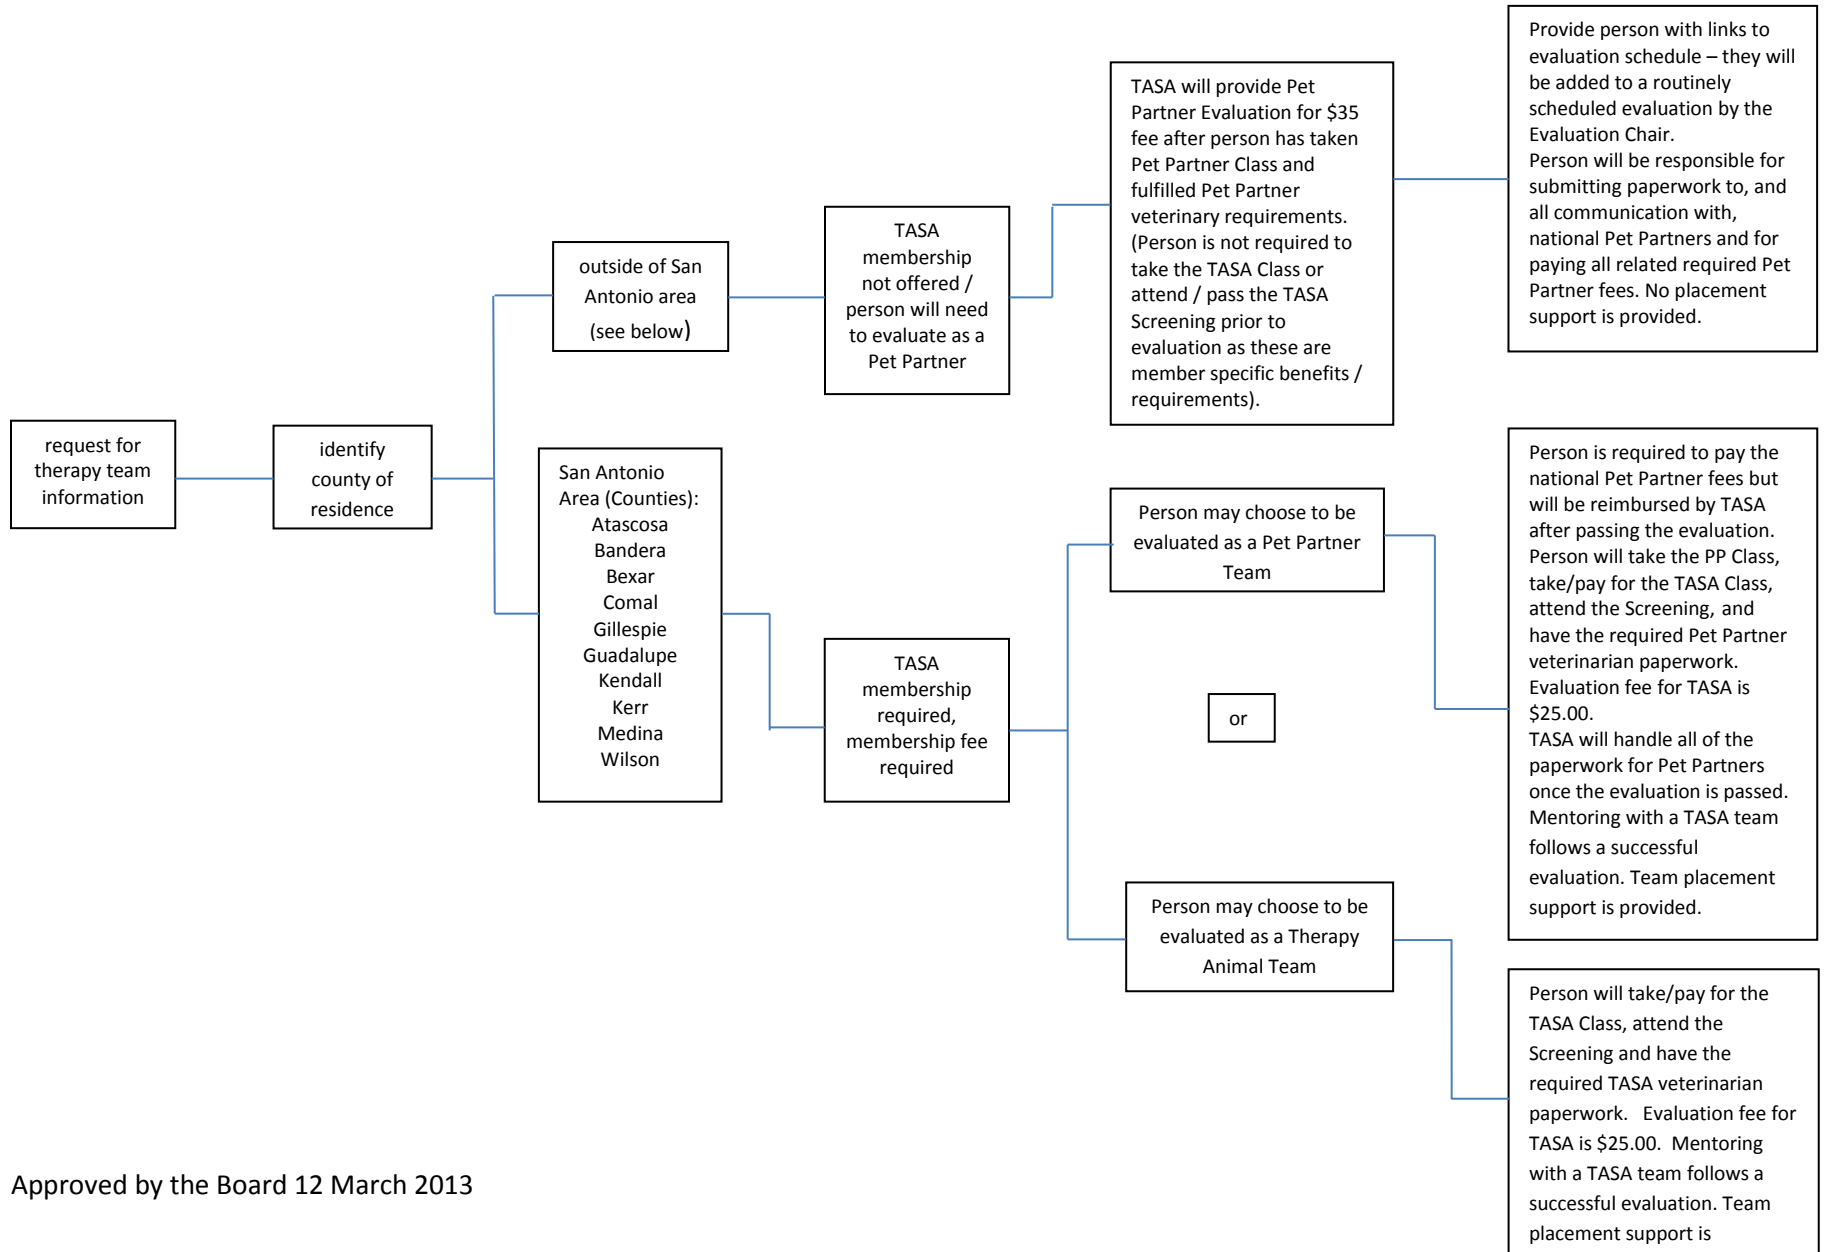 request for
therapy team
information
identify
county of
residence
outside of San
Antonio area
(see below)
TASA
membership
not offered /
person will need
to evaluate as a
Pet Partner
TASA will provide Pet
Partner Evaluation for $35
fee after person has taken
Pet Partner Class and
fulfilled Pet Partner
veterinary requirements.
(Person is not required to
take the TASA Class or
attend / pass the TASA
Screening prior to
evaluation as these are
member specific benefits /
requirements).
Provide person with links to
evaluation schedule – they will
be added to a routinely
scheduled evaluation by the
Evaluation Chair.
Person will be responsible for
submitting paperwork to, and
all communication with,
national Pet Partners and for
paying all related required Pet
Partner fees. No placement
support is provided.
San Antonio
Area (Counties):
Atascosa
Bandera
Bexar
Comal
Gillespie
Guadalupe
Kendall
Kerr
Medina
Wilson
TASA
membership
required,
membership fee
required
Person may choose to be
evaluated as a Pet Partner
Team
Person is required to pay the
national Pet Partner fees but
will be reimbursed by TASA
after passing the evaluation.
Person will take the PP Class,
take/pay for the TASA Class,
attend the Screening, and
have the required Pet Partner
veterinarian paperwork.
Evaluation fee for TASA is
$25.00.
TASA will handle all of the
paperwork for Pet Partners
once the evaluation is passed.
Mentoring with a TASA team
follows a successful
evaluation. Team placement
support is provided.
or
Person may choose to be
evaluated as a Therapy
Animal Team
Person will take/pay for the
TASA Class, attend the
Screening and have the
required TASA veterinarian
paperwork. Evaluation fee for
TASA is $25.00. Mentoring
with a TASA team follows a
successful evaluation. Team
placement support is
Approved by the Board 12 March 2013